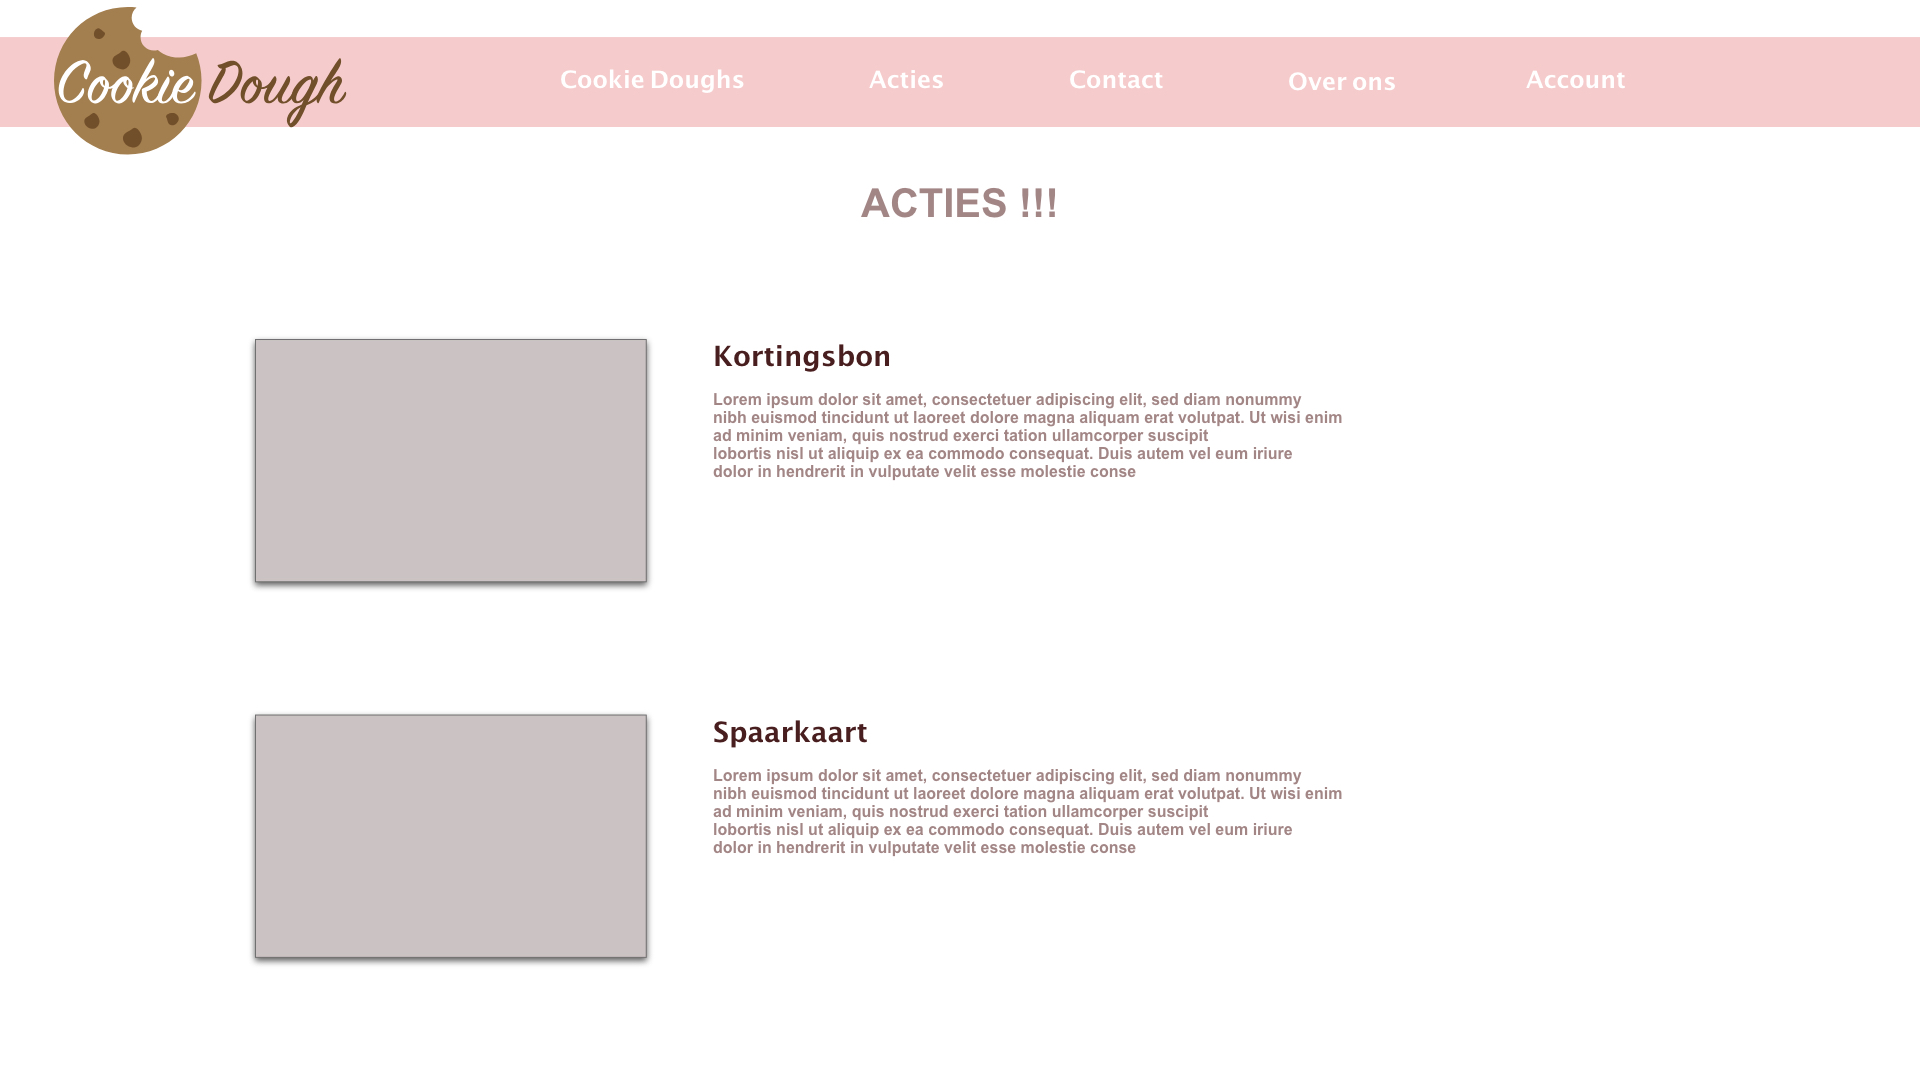 Cookie Dough
Cookie Doughs
Acties
Contact
Over ons
Account
ACTIES !!!
Kortingsbon
Lorem ipsum dolor sit amet, consectetuer adipiscing elit, sed diam nonummy
nibh euismod tincidunt ut laoreet dolore magna aliquam erat volutpat. Ut wisi enim
ad minim veniam, quis nostrud exerci tation ullamcorper suscipit
lobortis nisl ut aliquip ex ea commodo consequat. Duis autem vel eum iriure
dolor in hendrerit in vulputate velit esse molestie conse
Spaarkaart
Lorem ipsum dolor sit amet, consectetuer adipiscing elit, sed diam nonummy
nibh euismod tincidunt ut laoreet dolore magna aliquam erat volutpat. Ut wisi enim
ad minim veniam, quis nostrud exerci tation ullamcorper suscipit
lobortis nisl ut aliquip ex ea commodo consequat. Duis autem vel eum iriure
dolor in hendrerit in vulputate velit esse molestie conse